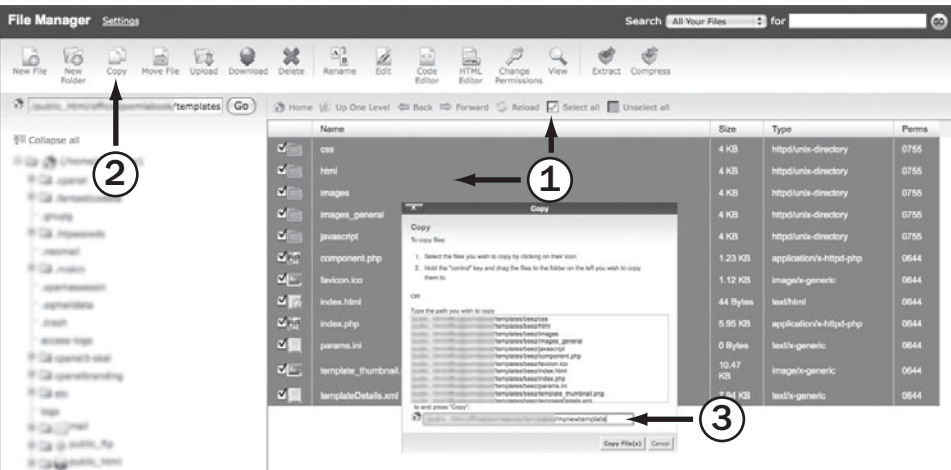 File Manager Settings
Search All Your Files for GO
New File
New Folder
Copy
Move File
Upload
Download
Delete
Rename
Edit
Code Editor
HTML Editor
Change Permissions
View
Extract
Compress
/templates Go
Home Up One Level Back Forward Reload Select all Unselect all
Collapse all
2
1
3
Name Size Type Perms
css 4 KB httpd/unix-directory 0755
html 4 KB httpd/unix-directory 0755
images 4 KB httpd/unix-directory 0755
images_general 4 KB httpd/unix-directory 0755
javascript 4 KB httpd/unix-directory 0755
component.php 1.23 KB application/x-httpd-php 0644
favicon.ico 1.12 KB image/x-generic 0644
index.html 44 Bytes text/html 0644
index.php 5.95 KB application/x-httpd-php 0644
params.ini 0 Bytes text/x-generic 0644
template_thumbnail. 10.47 KB image/x-generic 0644
templateDetails.xml 7.94 KB text/x-generic 0644
Copy
Copy
To copy files:
1. Select the files you wish to copy by clicking on their icon.
2. Hold the "control" key and drag the files to the folder on the left you wish to copy them to.
OR
Type the path you wish to copy
/templates/beez/css
/templates/beez/html
/templates/beez/images
/templates/beez/images_general
/templates/beez/javascript
/templates/beez/component.php
/templates/beez/favicon.ico
/templates/beez/index.html
/templates/beez/index.php
/templates/beez/params.ini
/templates/beez/template_thumbnail.png
/templates/beez/templateDetails.xml
to and press "Copy":
/mynewtemplate
Copy File(s) Cancel